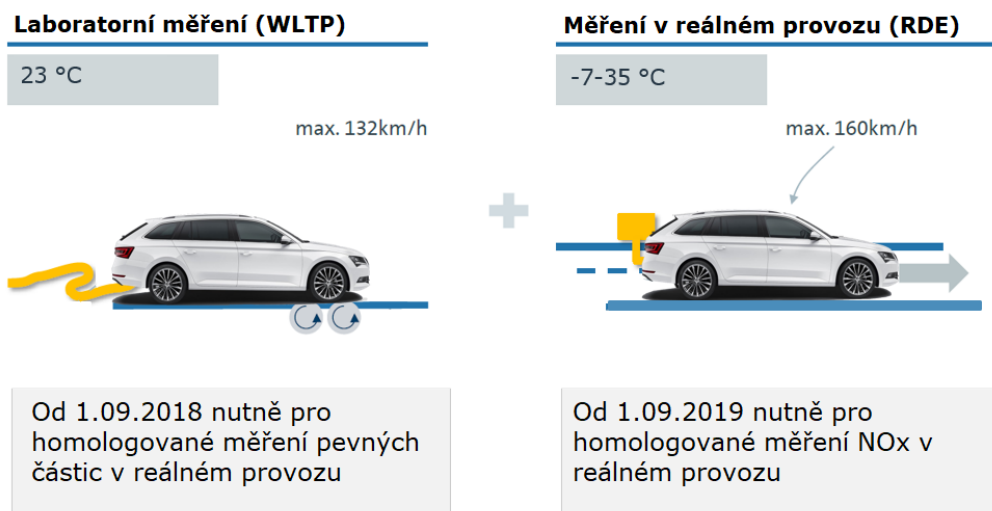 Laboratorní měření (WLTP)
23 °C
max. 132km/h
Od 1.09.2018 nutně pro
homologované měření pevných
částic v reálném provozu
Měření v reálném provozu (RDE)
-7-35 °C
max. 160km/h
Od 1.09.2019 nutně pro
homologované měření NOx v
reálném provozu